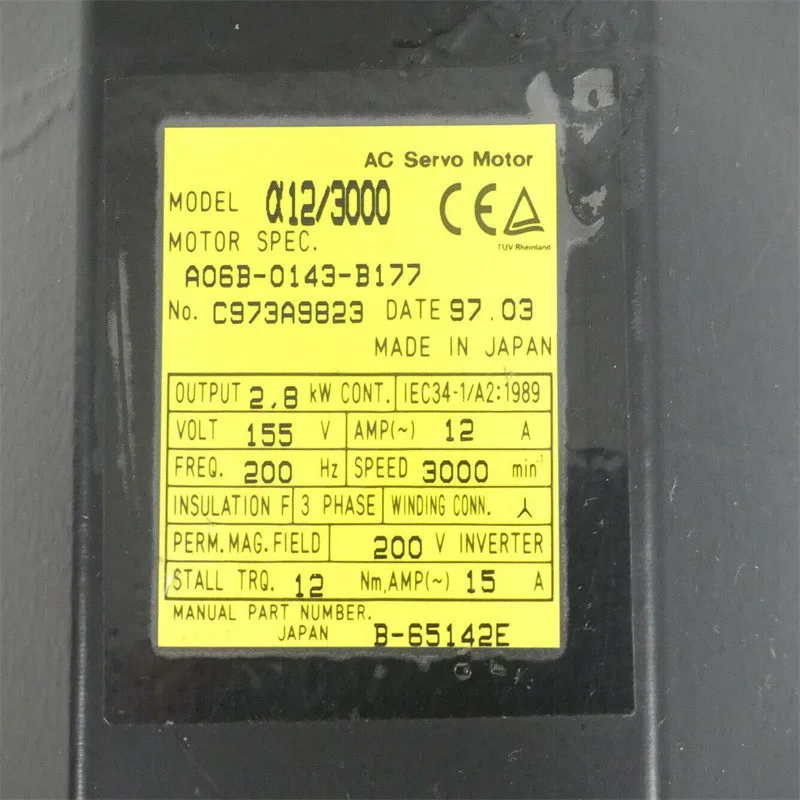 AC Servo Motor
MODEL α12/3000 CE
TÜV Rheinland
MOTOR SPEC.
A06B-0143-B177
No. C973A9823 DATE 97.03
MADE IN JAPAN
OUTPUT 2.8 kW CONT. IEC34-1/A2:1989
VOLT 155 V AMP(~) 12 A
FREQ. 200 Hz SPEED 3000 min⁻¹
INSULATION F 3 PHASE WINDING CONN. ⅄
PERM.MAG.FIELD 200 V INVERTER
STALL TRQ. 12 Nm,AMP(~) 15 A
MANUAL PART NUMBER.
JAPAN B-65142E